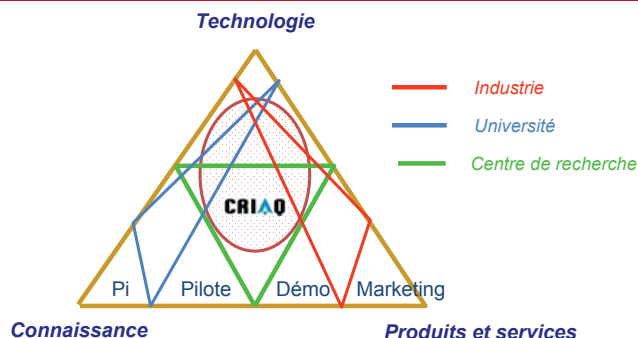 Technologie
Industrie
Université
Centre de recherche
CRIAQ
Pi Pilote Démo Marketing
Connaissance
Produits et services